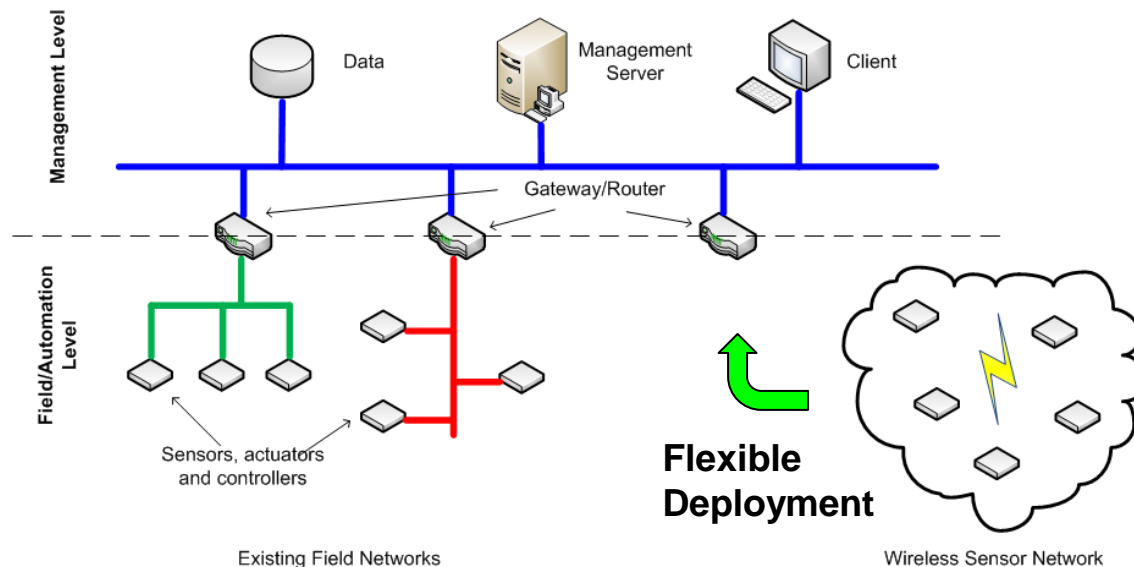 Management Level
Data
Management
Server
Client
Gateway/Router
Field/Automation
Level
Sensors, actuators
and controllers
Flexible
Deployment
Existing Field Networks
Wireless Sensor Network